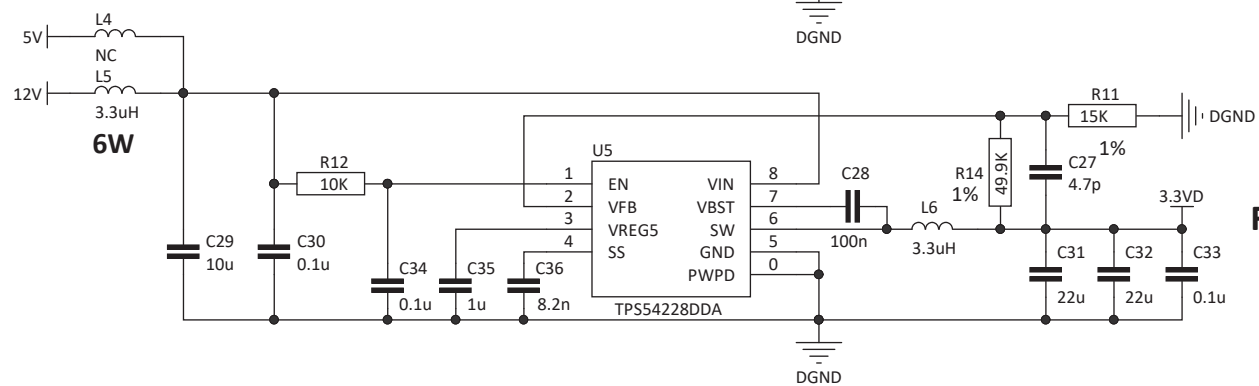 DGND
L4
5V
NC
L5
12V
3.3uH
6W
R11
15K
DGND
1%
R12
10K
U5
1 EN VIN 8
2 VFB VBST 7
3 VREG5 SW 6
4 SS GND 5
PWPD 0
TPS54228DDA
C28
100n
L6
3.3uH
R14
1%
49.9K
C27
4.7p
3.3VD
C29
10u
C30
0.1u
C34
0.1u
C35
1u
C36
8.2n
C31
22u
C32
22u
C33
0.1u
DGND